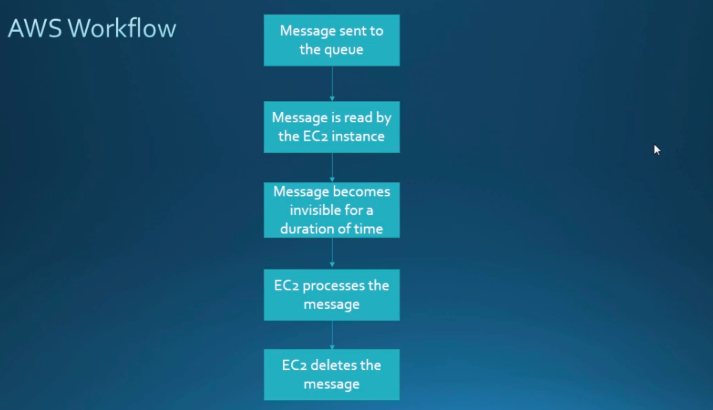 AWS Workflow
Message sent to
the queue
Message is read by
the EC2 instance
Message becomes
invisible for a
duration of time
EC2 processes the
message
EC2 deletes the
message